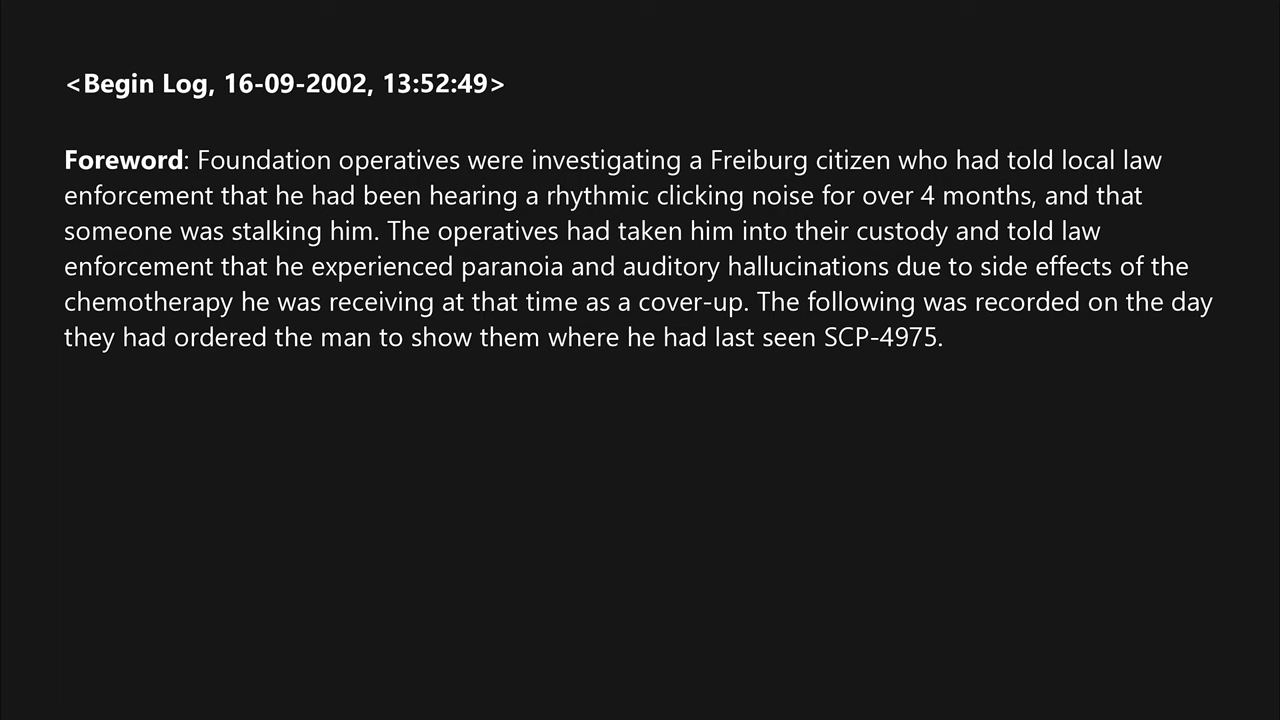 <Begin Log, 16-09-2002, 13:52:49>
Foreword: Foundation operatives were investigating a Freiburg citizen who had told local law
enforcement that he had been hearing a rhythmic clicking noise for over 4 months, and that
someone was stalking him. The operatives had taken him into their custody and told law
enforcement that he experienced paranoia and auditory hallucinations due to side effects of the
chemotherapy he was receiving at that time as a cover-up. The following was recorded on the day
they had ordered the man to show them where he had last seen SCP-4975.